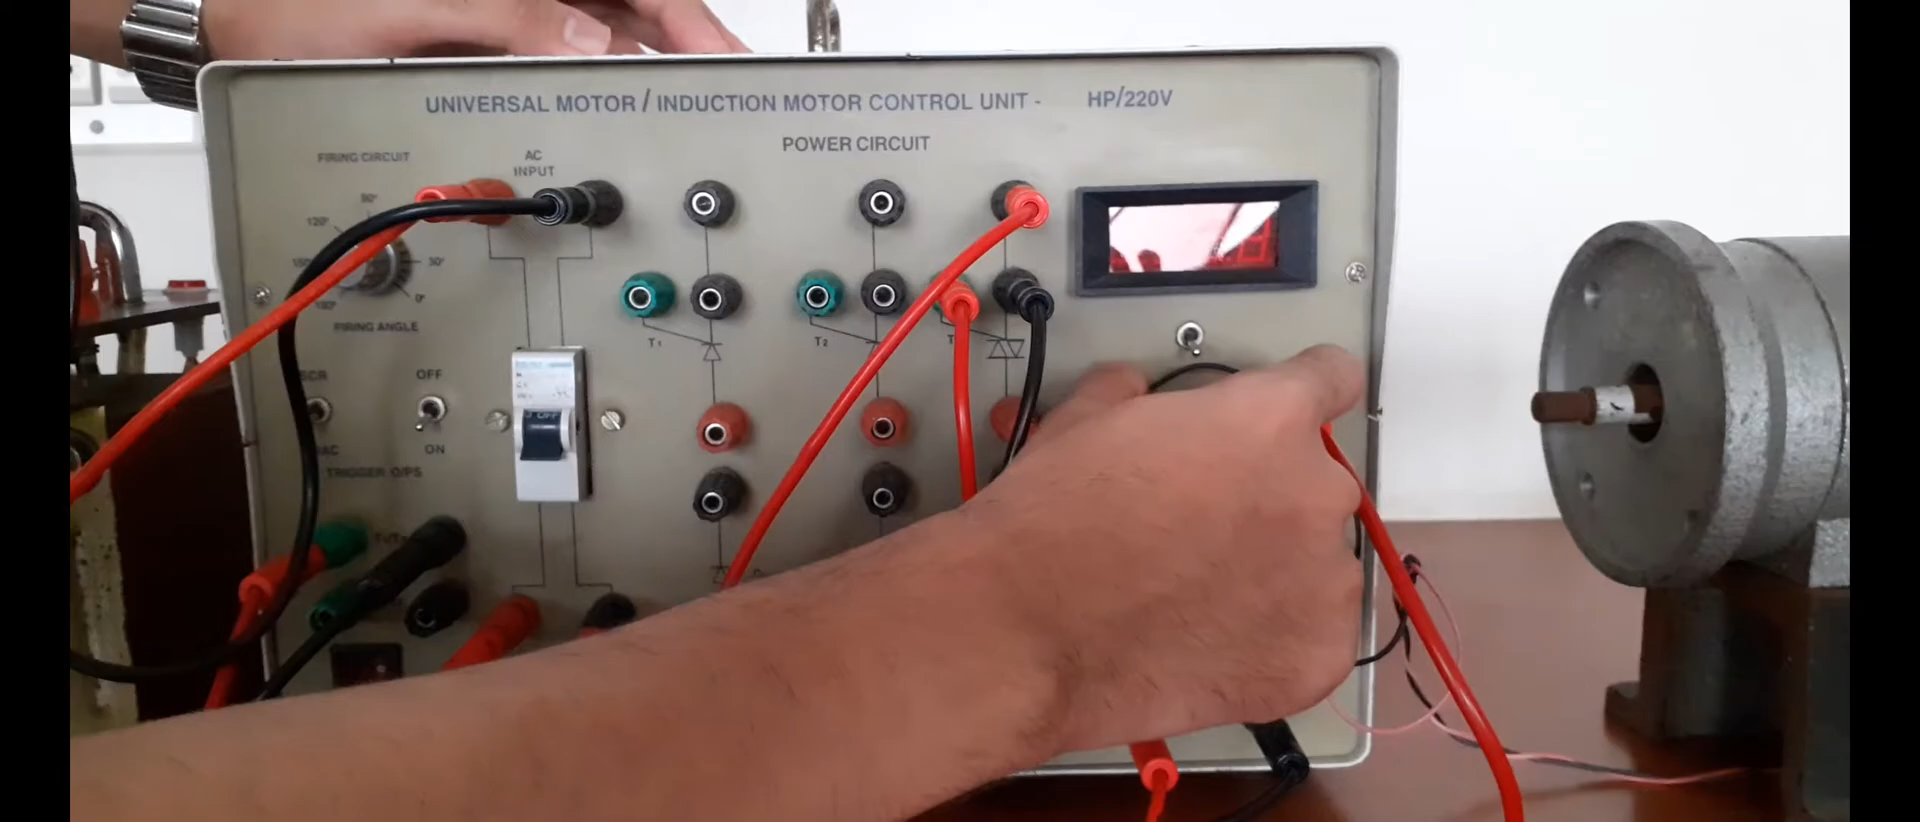 UNIVERSAL MOTOR / INDUCTION MOTOR CONTROL UNIT - HP/220V
POWER CIRCUIT
FIRING CIRCUIT
AC
INPUT
90°
120°
30°
0°
FIRING ANGLE
T1
T2
SCR
OFF
ON
TRIGGER O/PS
OFF